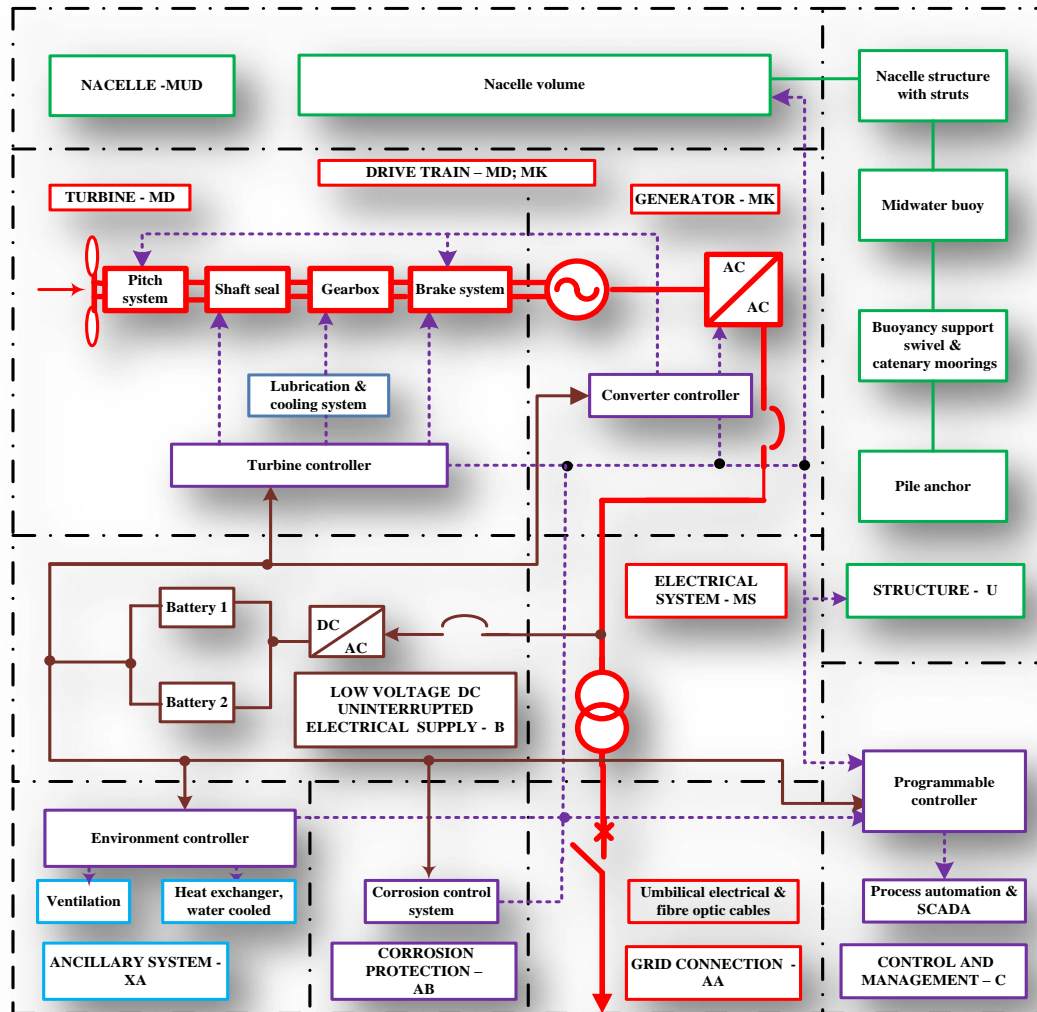 NACELLE -MUD
Nacelle volume
Nacelle structure
with struts
DRIVE TRAIN – MD; MK
TURBINE - MD
GENERATOR - MK
Midwater buoy
Pitch
system
Shaft seal
Gearbox
Brake system
AC
AC
Buoyancy support
swivel &
catenary moorings
Lubrication &
cooling system
Converter controller
Turbine controller
Pile anchor
ELECTRICAL
SYSTEM - MS
STRUCTURE - U
Battery 1
DC
AC
Battery 2
LOW VOLTAGE DC
UNINTERRUPTED
ELECTRICAL SUPPLY - B
Programmable
controller
Environment controller
Ventilation
Heat exchanger,
water cooled
Corrosion control
system
Umbilical electrical &
fibre optic cables
Process automation &
SCADA
ANCILLARY SYSTEM -
XA
CORROSION
PROTECTION –
AB
GRID CONNECTION -
AA
CONTROL AND
MANAGEMENT – C